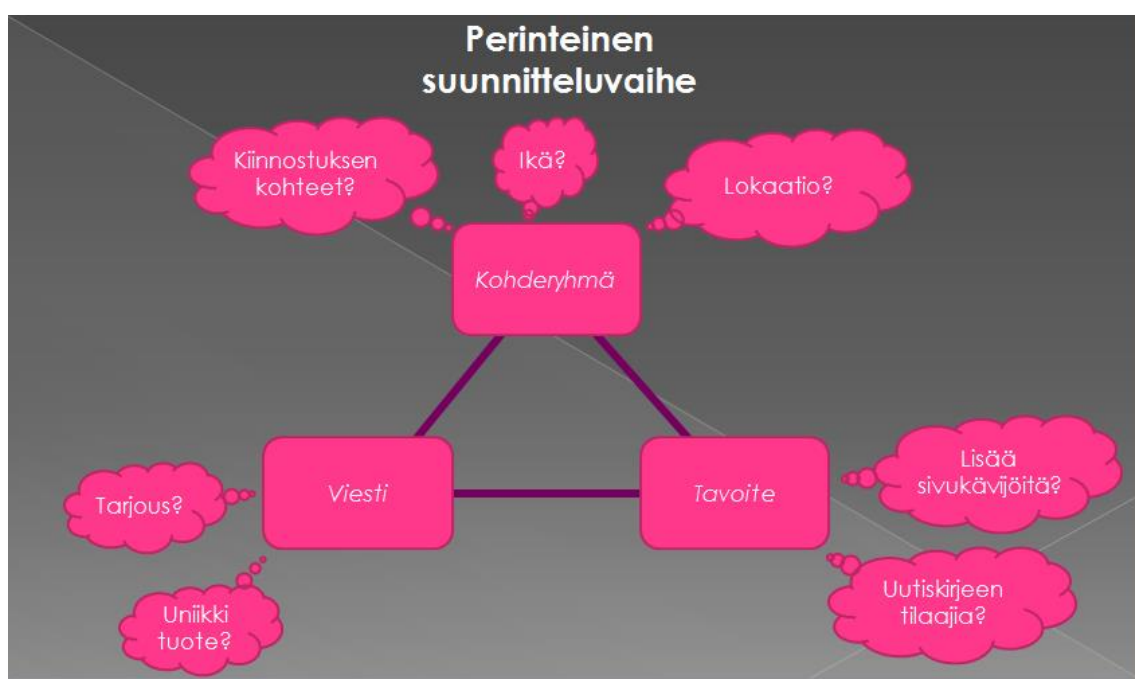 Perinteinen
suunnitteluvaihe
Kiinnostuksen
kohteet?
Ikä?
Lokaatio?
Kohderyhmä
Viesti
Tavoite
Tarjous?
Uniikki
tuote?
Lisää
sivukävijöitä?
Uutiskirjeen
tilaajia?